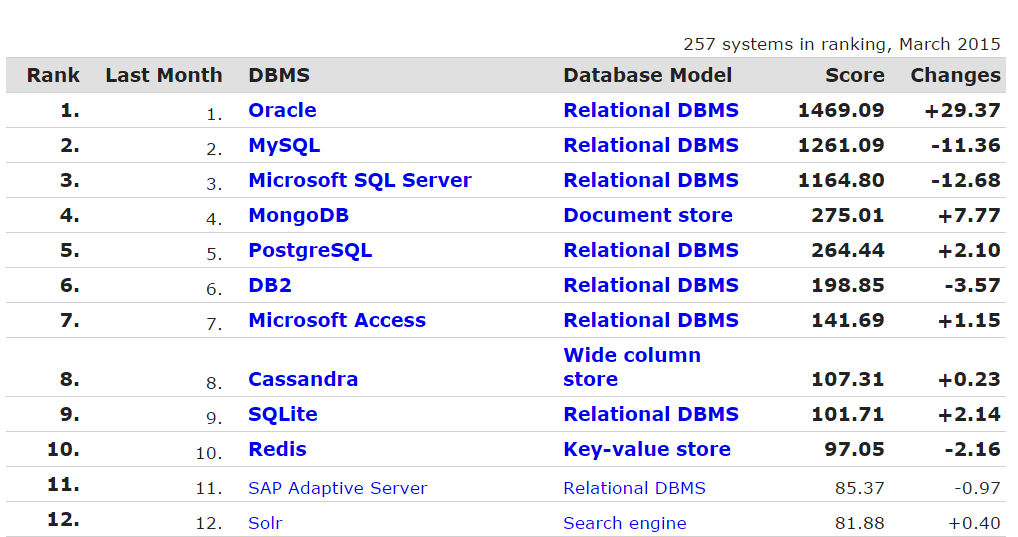 257 systems in ranking, March 2015
Rank Last Month DBMS Database Model Score Changes
1. 1. Oracle Relational DBMS 1469.09 +29.37
2. 2. MySQL Relational DBMS 1261.09 -11.36
3. 3. Microsoft SQL Server Relational DBMS 1164.80 -12.68
4. 4. MongoDB Document store 275.01 +7.77
5. 5. PostgreSQL Relational DBMS 264.44 +2.10
6. 6. DB2 Relational DBMS 198.85 -3.57
7. 7. Microsoft Access Relational DBMS 141.69 +1.15
Wide column
8. 8. Cassandra store 107.31 +0.23
9. 9. SQLite Relational DBMS 101.71 +2.14
10. 10. Redis Key-value store 97.05 -2.16
11. 11. SAP Adaptive Server Relational DBMS 85.37 -0.97
12. 12. Solr Search engine 81.88 +0.40